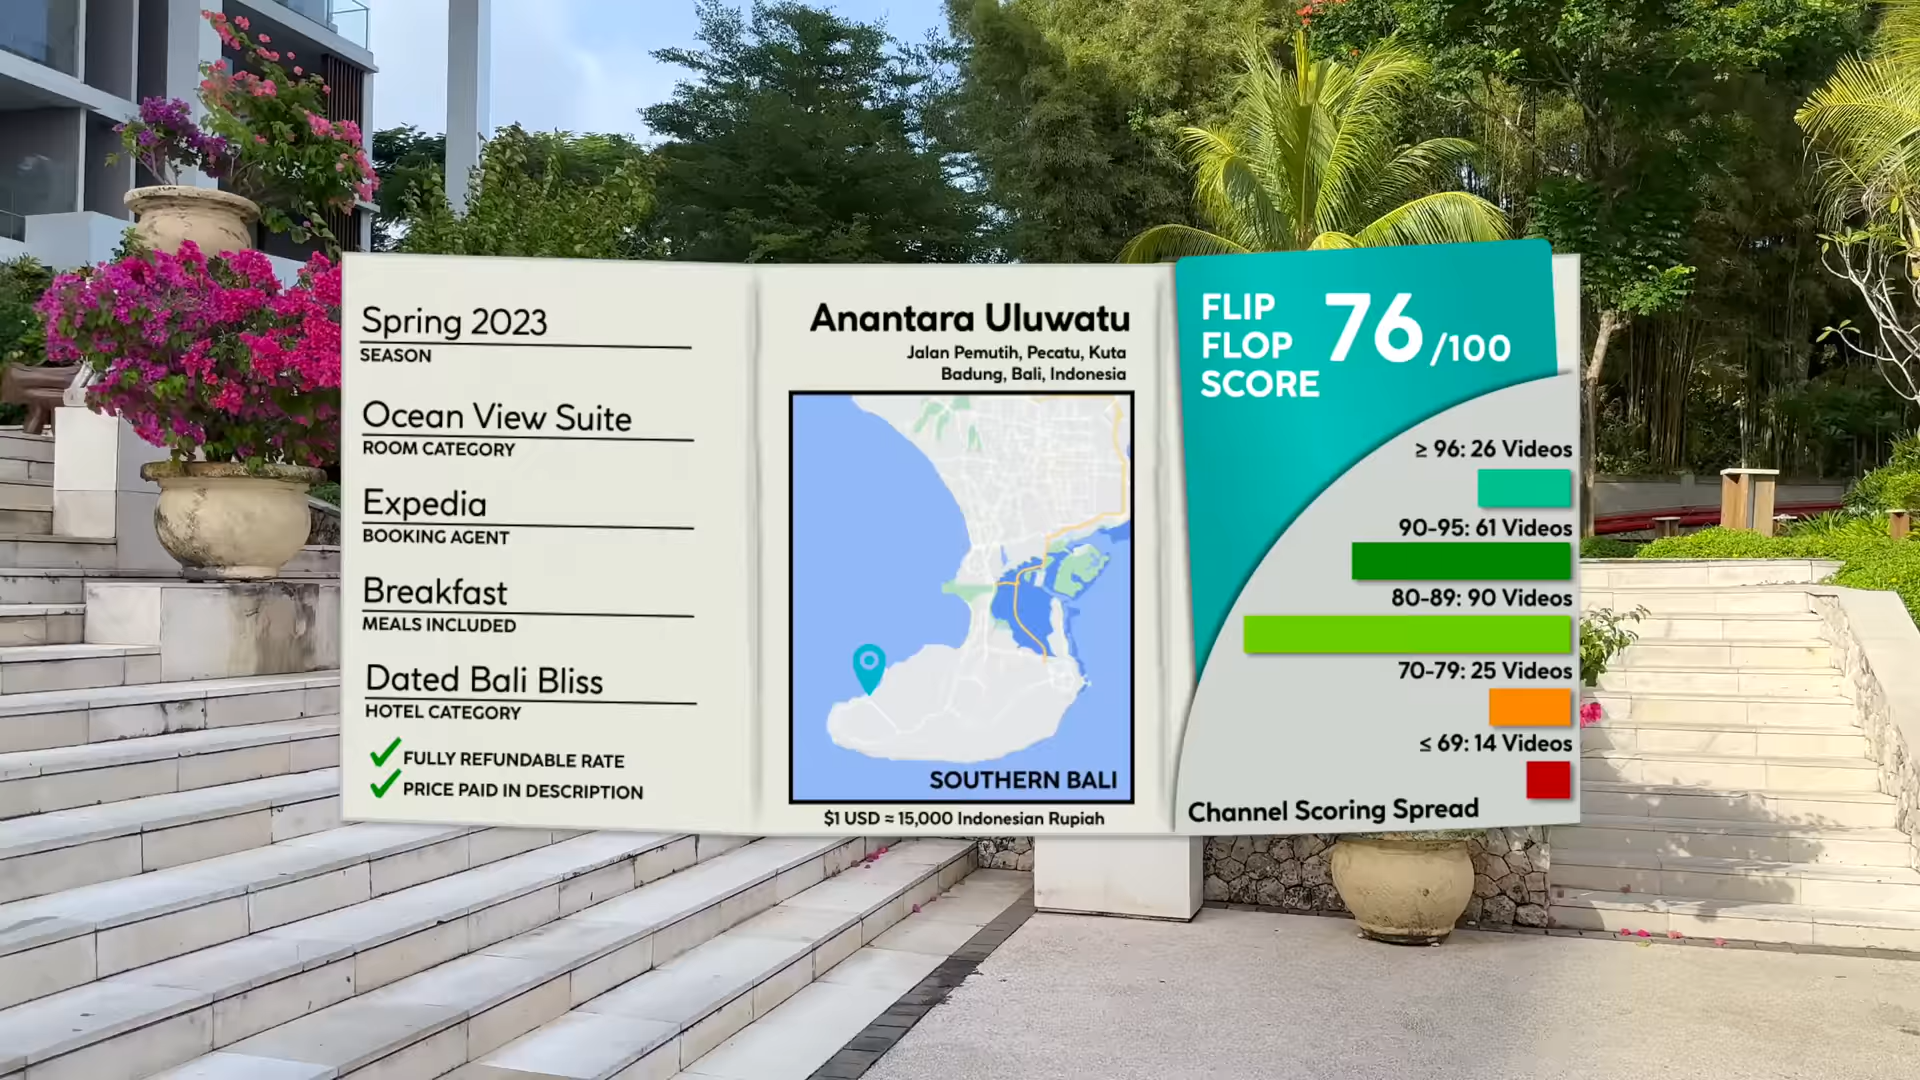 Spring 2023
SEASON
Ocean View Suite
ROOM CATEGORY
Expedia
BOOKING AGENT
Breakfast
MEALS INCLUDED
Dated Bali Bliss
HOTEL CATEGORY
FULLY REFUNDABLE RATE
PRICE PAID IN DESCRIPTION
Anantara Uluwatu
Jalan Pemutih, Pecatu, Kuta
Badung, Bali, Indonesia
SOUTHERN BALI
$1 USD ≈ 15,000 Indonesian Rupiah
FLIP
FLOP
SCORE
76/100
≥ 96: 26 Videos
90-95: 61 Videos
80-89: 90 Videos
70-79: 25 Videos
≤ 69: 14 Videos
Channel Scoring Spread